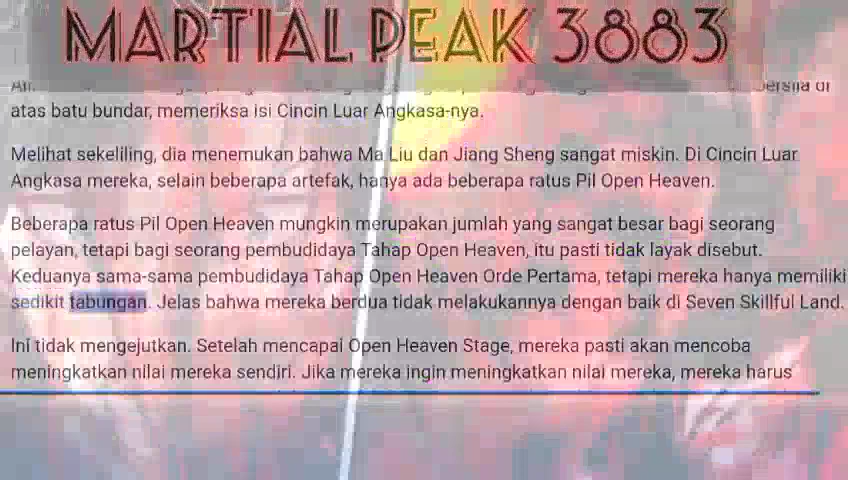 MARTIAL PEAK 3883
atas batu bundar, memeriksa isi Cincin Luar Angkasa-nya.
Melihat sekeliling, dia menemukan bahwa Ma Liu dan Jiang Sheng sangat miskin. Di Cincin Luar
Angkasa mereka, selain beberapa artefak, hanya ada beberapa ratus Pil Open Heaven.
Beberapa ratus Pil Open Heaven mungkin merupakan jumlah yang sangat besar bagi seorang
pelayan, tetapi bagi seorang pembudidaya Tahap Open Heaven, itu pasti tidak layak disebut.
Keduanya sama-sama pembudidaya Tahap Open Heaven Orde Pertama, tetapi mereka hanya memiliki
sedikit tabungan. Jelas bahwa mereka berdua tidak melakukannya dengan baik di Seven Skillful Land.
Ini tidak mengejutkan. Setelah mencapai Open Heaven Stage, mereka pasti akan mencoba
meningkatkan nilai mereka sendiri. Jika mereka ingin meningkatkan nilai mereka, mereka harus